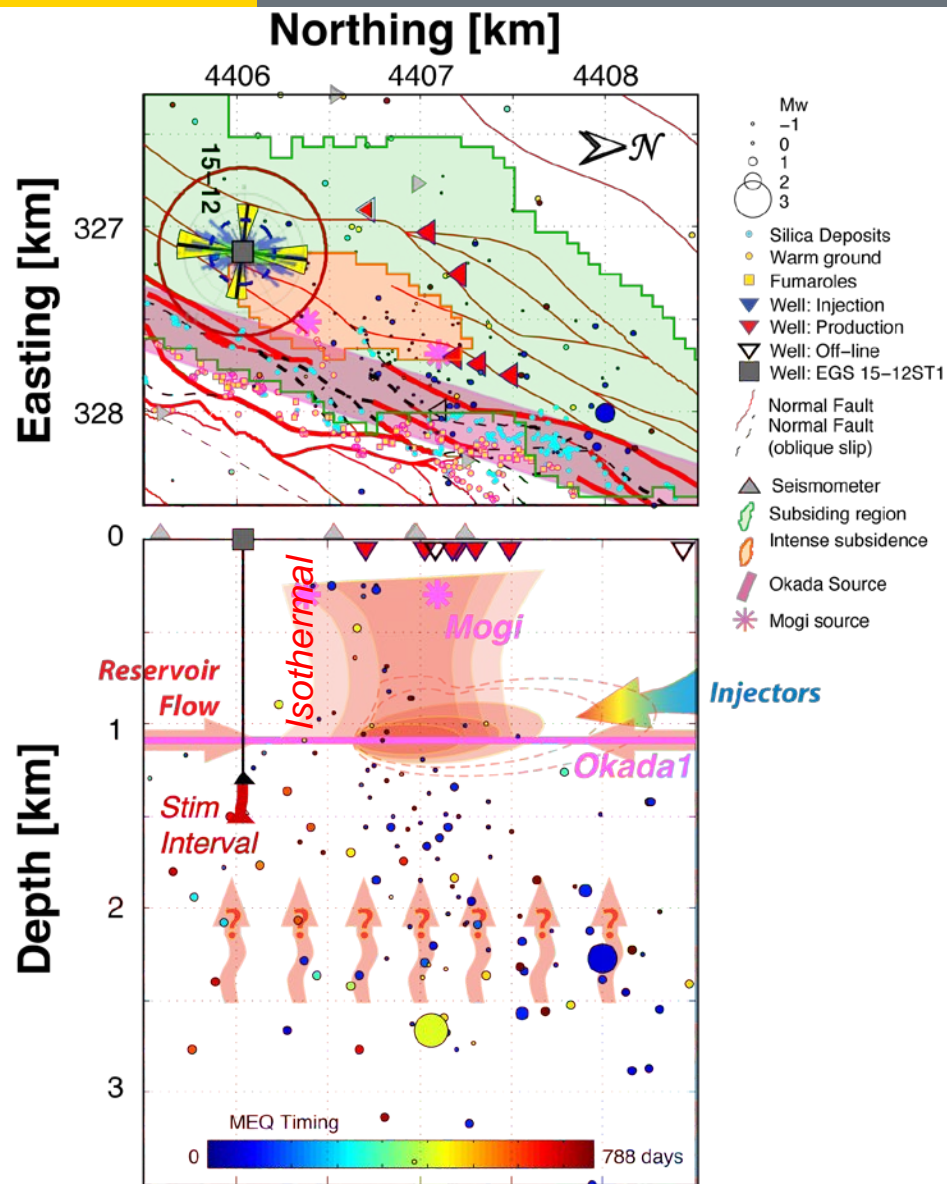 Northing [km]
4406
4407
4408
Easting [km]
327
328
15-12
N
Mw
−1
0
1
2
3
Silica Deposits
Warm ground
Fumaroles
Well: Injection
Well: Production
Well: Off−line
Well: EGS 15−12ST1
Normal Fault
Normal Fault
(oblique slip)
Seismometer
Subsiding region
Intense subsidence
Okada Source
Mogi source
Depth [km]
0
1
2
3
Isothermal
Mogi
Reservoir
Flow
Injectors
Okada1
Stim
Interval
? ? ? ? ? ? ?
MEQ Timing
0
788 days